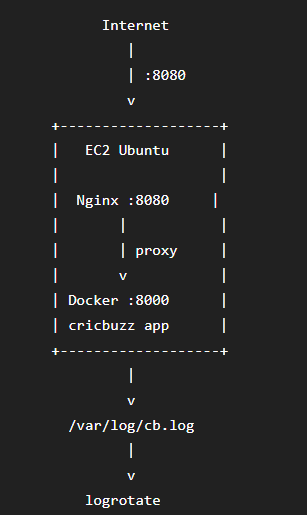 Internet
|
| :8080
v
+-------------------+
| EC2 Ubuntu |
| |
| Nginx :8080 |
| | |
| | proxy |
| v |
| Docker :8000 |
| cricbuzz app |
+-------------------+
|
v
/var/log/cb.log
|
v
logrotate